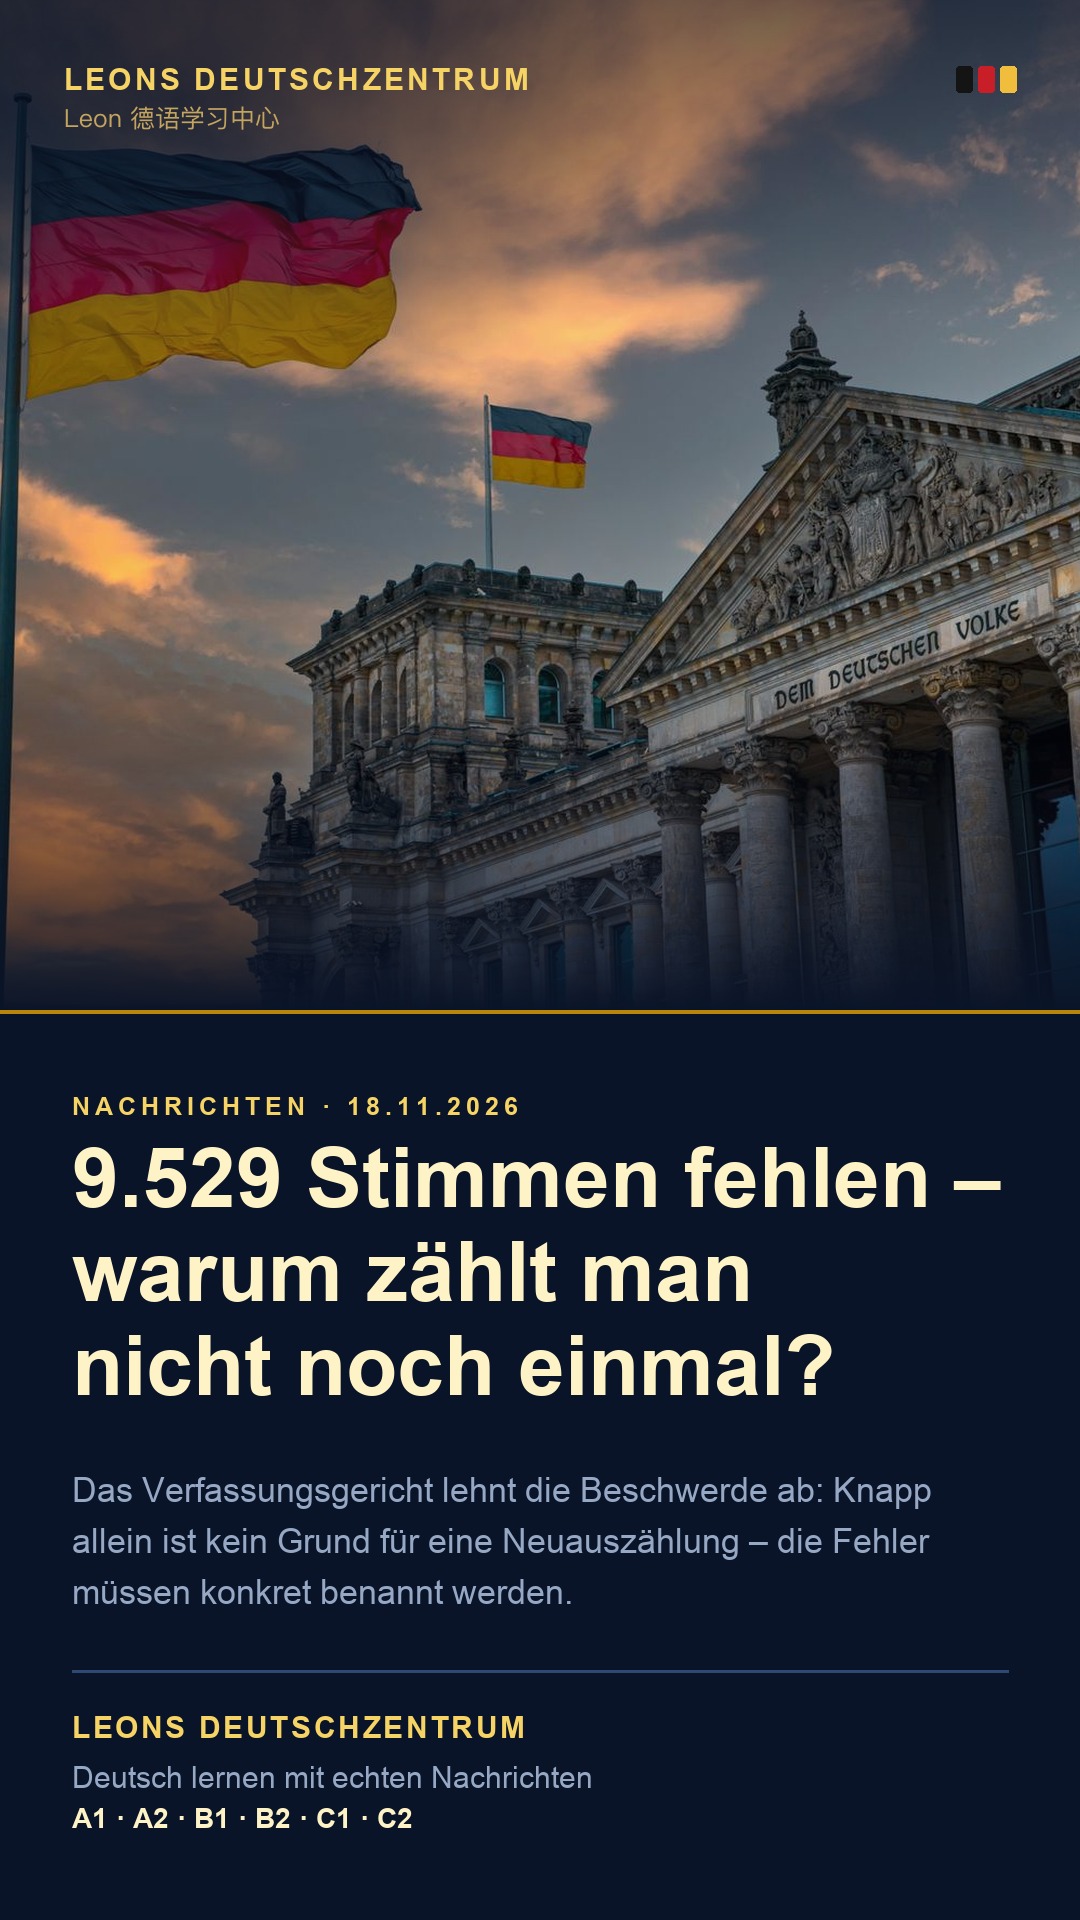 LEONS DEUTSCHZENTRUM
Leon 德语学习中心
DEM DEUTSCHEN VOLKE
NACHRICHTEN · 18.11.2026
9.529 Stimmen fehlen –
warum zählt man
nicht noch einmal?
Das Verfassungsgericht lehnt die Beschwerde ab: Knapp
allein ist kein Grund für eine Neuauszählung – die Fehler
müssen konkret benannt werden.
LEONS DEUTSCHZENTRUM
Deutsch lernen mit echten Nachrichten
A1 · A2 · B1 · B2 · C1 · C2